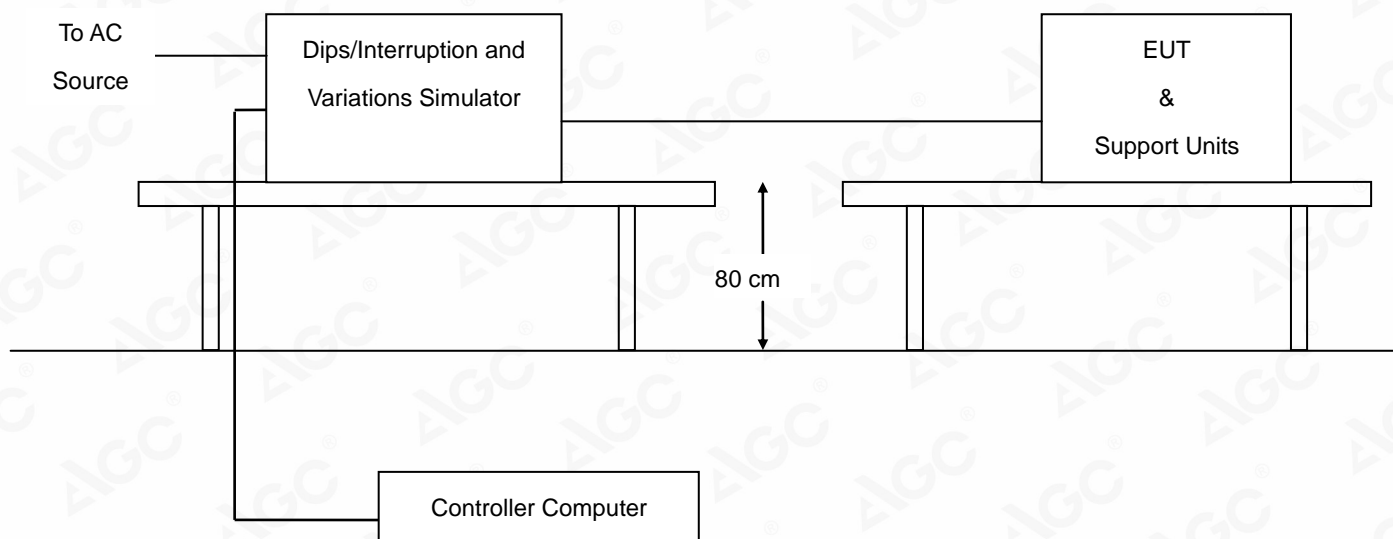 To AC
Source
Dips/Interruption and
Variations Simulator
EUT
&
Support Units
80 cm
Controller Computer